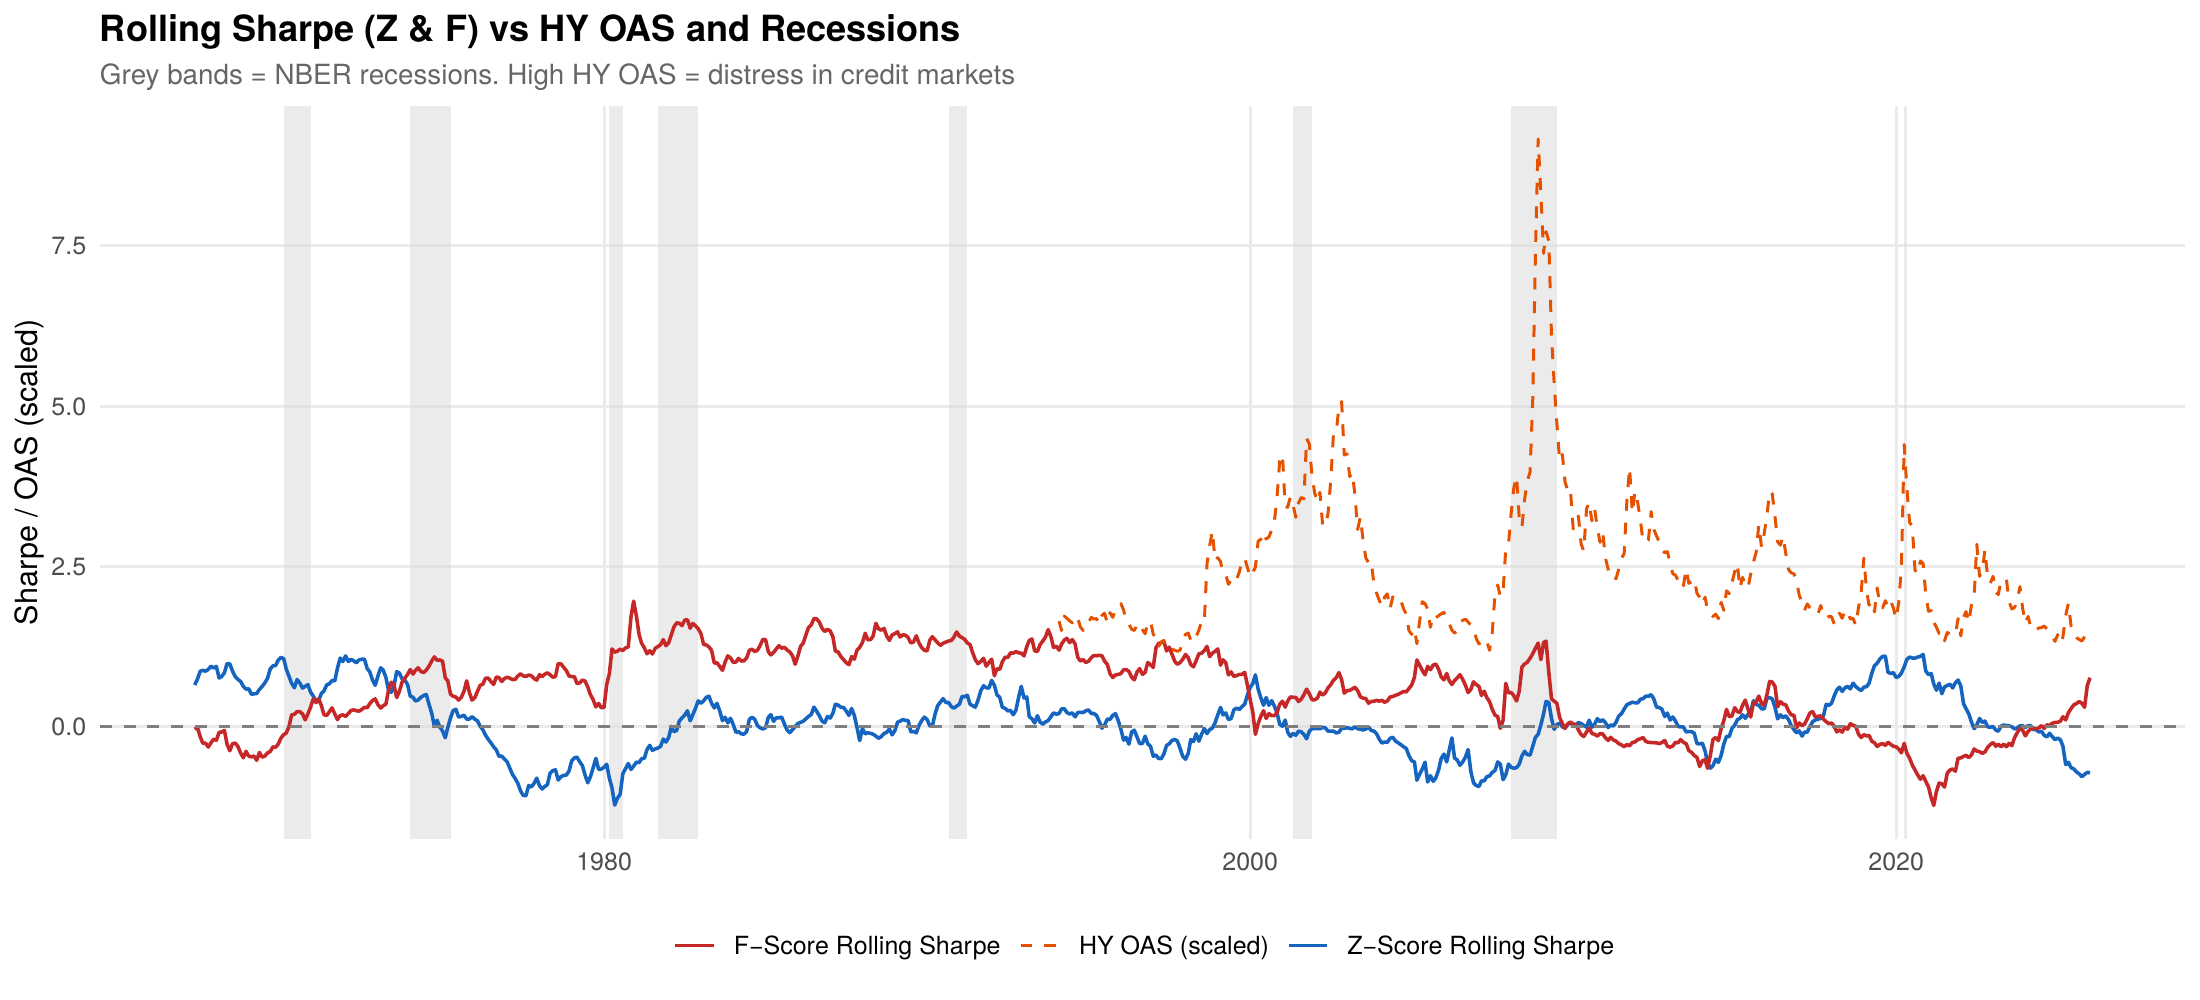 Rolling Sharpe (Z & F) vs HY OAS and Recessions
Grey bands = NBER recessions. High HY OAS = distress in credit markets
Sharpe / OAS (scaled)
7.5
5.0
2.5
0.0
1980
2000
2020
F−Score Rolling Sharpe
HY OAS (scaled)
Z−Score Rolling Sharpe